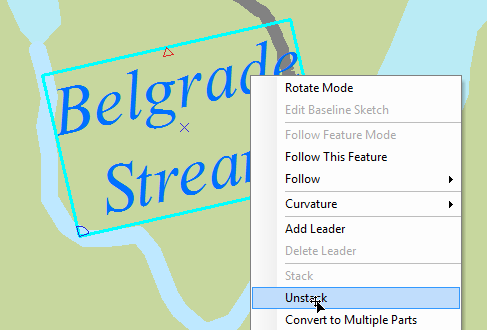 Belgrade
Rotate Mode
Edit Baseline Sketch
Follow Feature Mode
Follow This Feature
Follow
Curvature
Add Leader
Delete Leader
Stack
Unstack
Convert to Multiple Parts